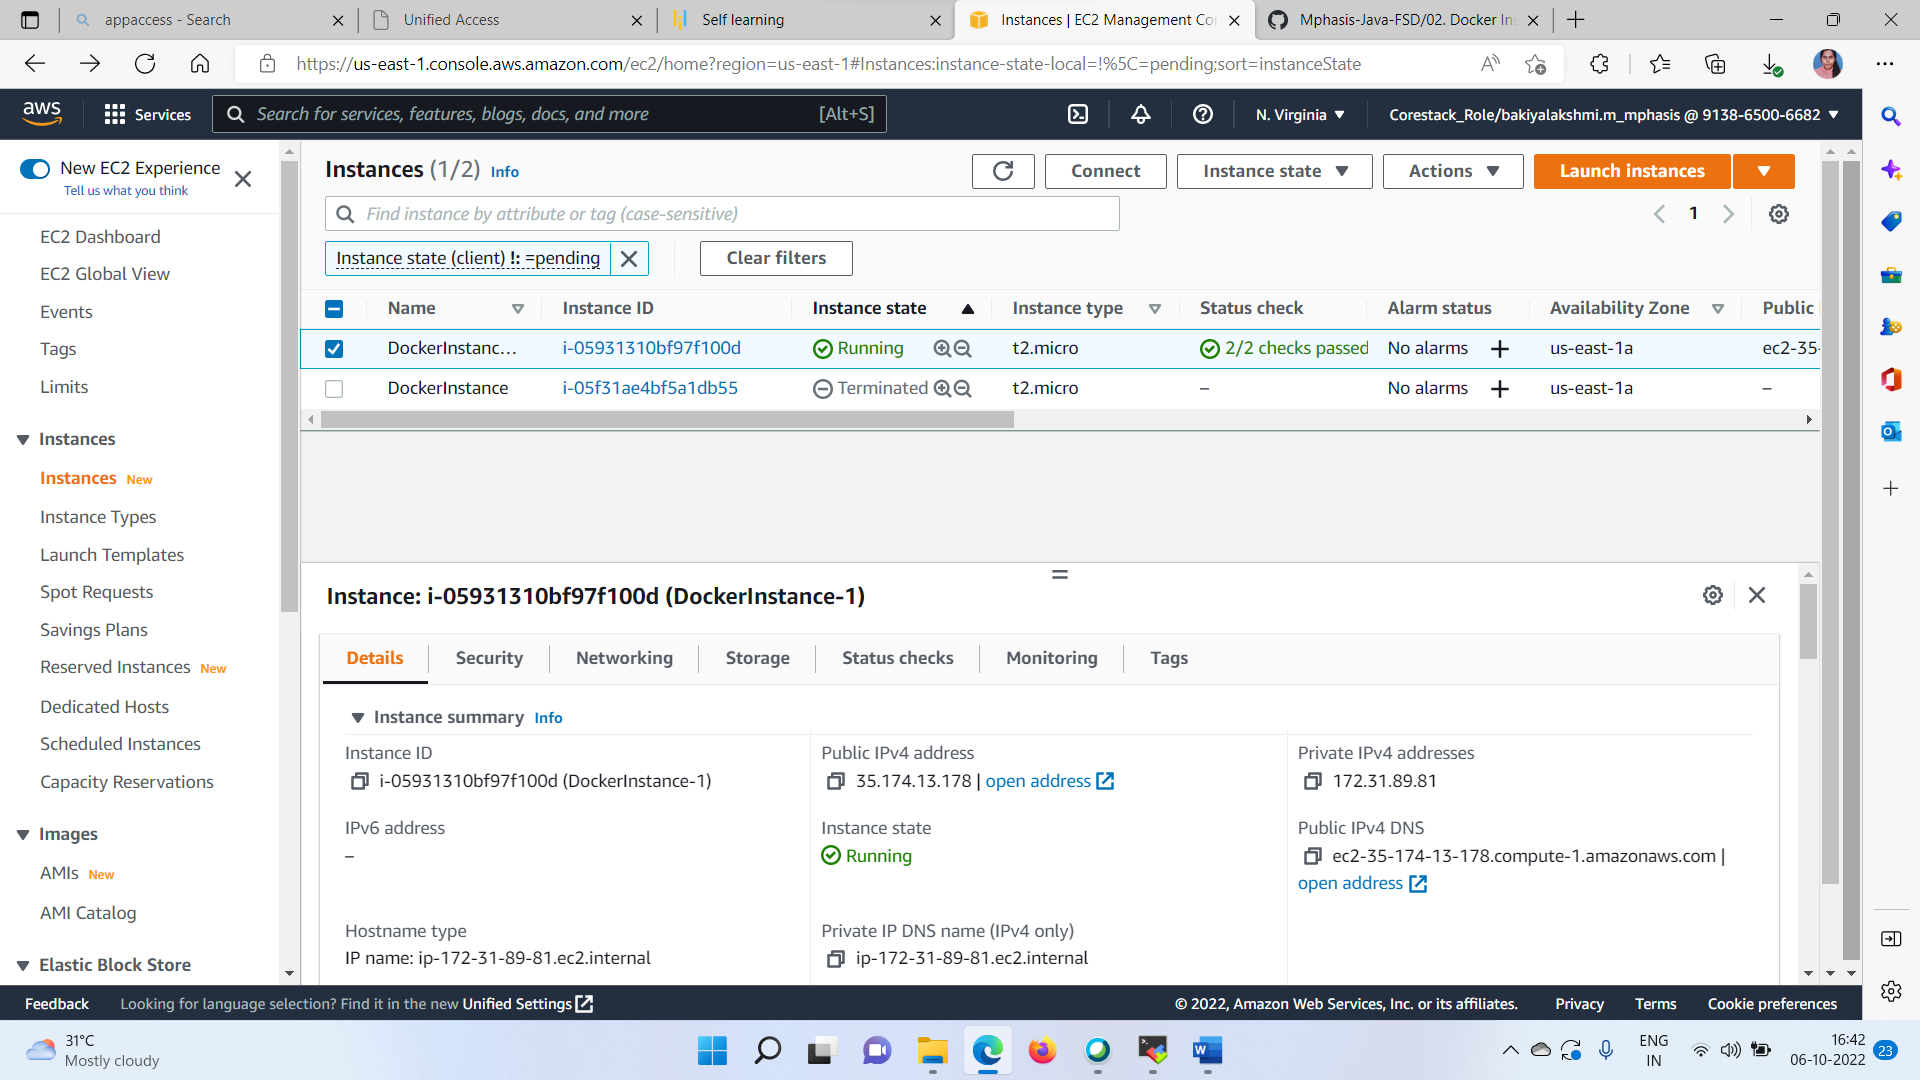 appaccess - Search
Unified Access
Self learning
Instances | EC2 Management Co
Mphasis-Java-FSD/02. Docker In
https://us-east-1.console.aws.amazon.com/ec2/home?region=us-east-1#Instances:instance-state-local=!%5C=pending;sort=instanceState
aws
Services
Search for services, features, blogs, docs, and more [Alt+S]
N. Virginia
Corestack_Role/bakiyalakshmi.m_mphasis @ 9138-6500-6682
New EC2 Experience
Tell us what you think
EC2 Dashboard
EC2 Global View
Events
Tags
Limits
Instances
Instances New
Instance Types
Launch Templates
Spot Requests
Savings Plans
Reserved Instances New
Dedicated Hosts
Scheduled Instances
Capacity Reservations
Images
AMIs New
AMI Catalog
Elastic Block Store
Instances (1/2) Info
Connect
Instance state
Actions
Launch instances
Find instance by attribute or tag (case-sensitive)
1
Instance state (client) !: =pending
Clear filters
Name Instance ID Instance state Instance type Status check Alarm status Availability Zone Public
DockerInstanc... i-05931310bf97f100d Running t2.micro 2/2 checks passed No alarms + us-east-1a ec2-35-
DockerInstance i-05f31ae4bf5a1db55 Terminated t2.micro – No alarms + us-east-1a –
Instance: i-05931310bf97f100d (DockerInstance-1)
Details Security Networking Storage Status checks Monitoring Tags
Instance summary Info
Instance ID
i-05931310bf97f100d (DockerInstance-1)
Public IPv4 address
35.174.13.178 | open address
Private IPv4 addresses
172.31.89.81
IPv6 address
–
Instance state
Running
Public IPv4 DNS
ec2-35-174-13-178.compute-1.amazonaws.com |
open address
Hostname type
IP name: ip-172-31-89-81.ec2.internal
Private IP DNS name (IPv4 only)
ip-172-31-89-81.ec2.internal
Feedback
Looking for language selection? Find it in the new Unified Settings
© 2022, Amazon Web Services, Inc. or its affiliates.
Privacy
Terms
Cookie preferences
31°C
Mostly cloudy
ENG
IN
16:42
06-10-2022
23